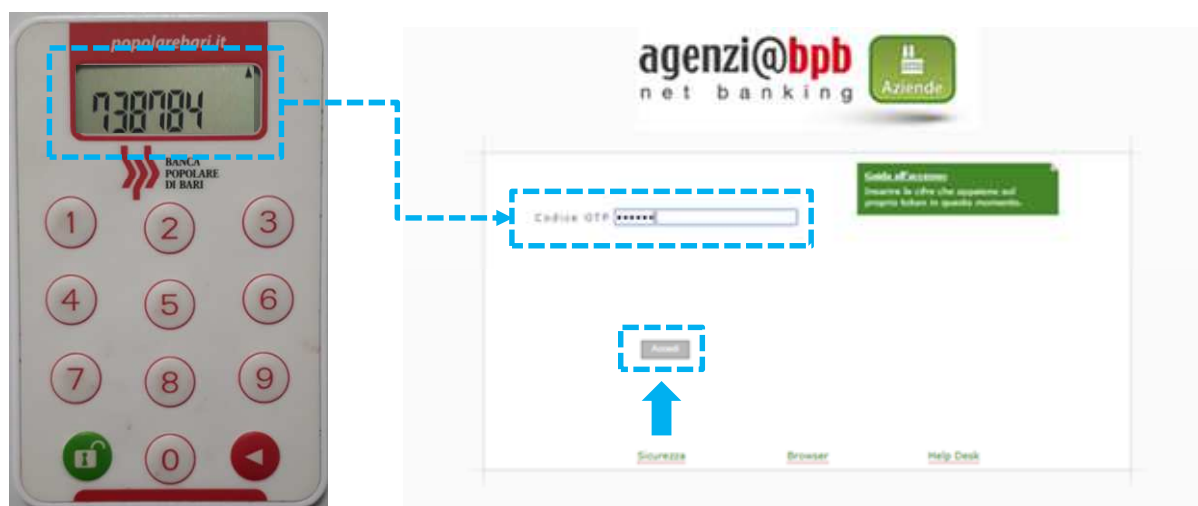 popolarebari.it
738784
BANCA
POPOLARE
DI BARI
1
2
3
4
5
6
7
8
9
0
agenzi@bpb
net banking
Aziende
Guida all'accesso:
Inserire le cifre che appaiono sul
proprio token in questo momento.
Codice OTP
Accedi
Sicurezza
Browser
Help Desk